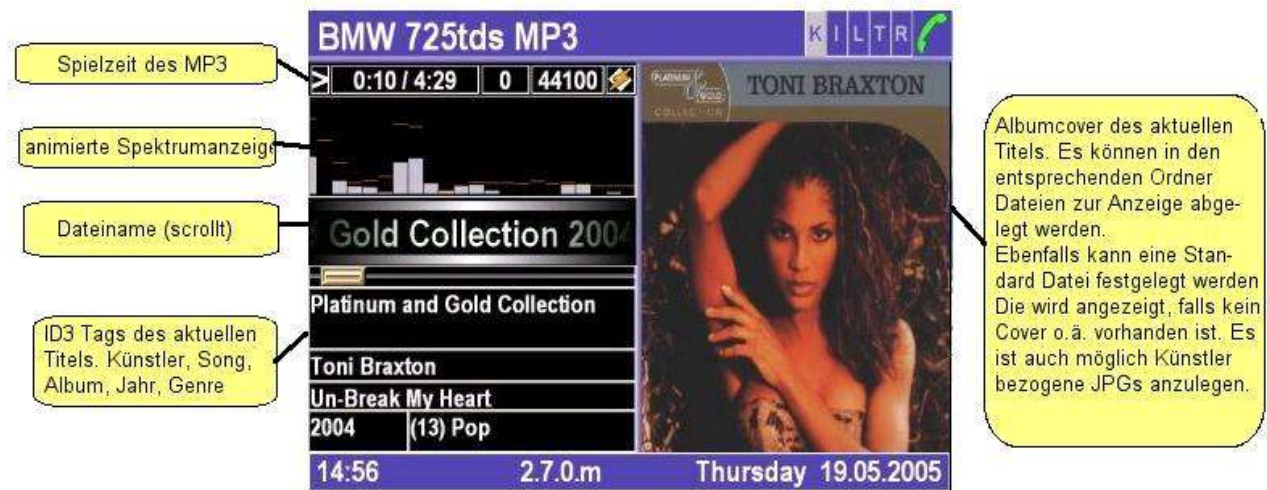 BMW 725tds MP3
K I L T R
Spielzeit des MP3
> 0:10 / 4:29 0 44100
animierte Spektrumanzeige
Dateiname (scrollt)
Gold Collection 2004
ID3 Tags des aktuellen
Titels. Künstler, Song,
Album, Jahr, Genre
Platinum and Gold Collection
Toni Braxton
Un-Break My Heart
2004 (13) Pop
PLATINUM & GOLD
COLLECTION
TONI BRAXTON
Albumcover des aktuellen
Titels. Es können in den
entsprechenden Ordner
Dateien zur Anzeige abge-
legt werden.
Ebenfalls kann eine Stan-
dard Datei festgelegt werden
Die wird angezeigt, falls kein
Cover o.ä. vorhanden ist. Es
ist auch möglich Künstler
bezogene JPGs anzulegen.
14:56 2.7.0.m Thursday 19.05.2005